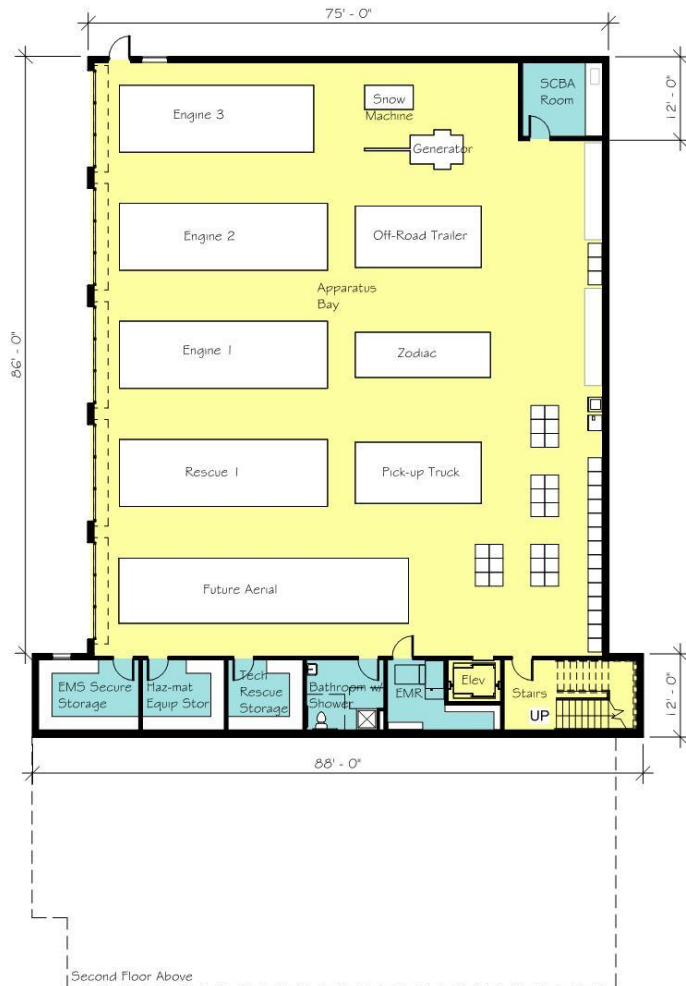 75' - 0"
Engine 3
Snow
Machine
SCBA
Room
12' - 0"
Generator
Engine 2
Off-Road Trailer
Apparatus
Bay
86' - 0"
Engine 1
Zodiac
Rescue 1
Pick-up Truck
Future Aerial
EMS Secure
Storage
Haz-mat
Equip Stor
Tech
Rescue
Storage
Bathroom w/
Shower
EMR
Elev
Stairs
UP
12' - 0"
88' - 0"
Second Floor Above